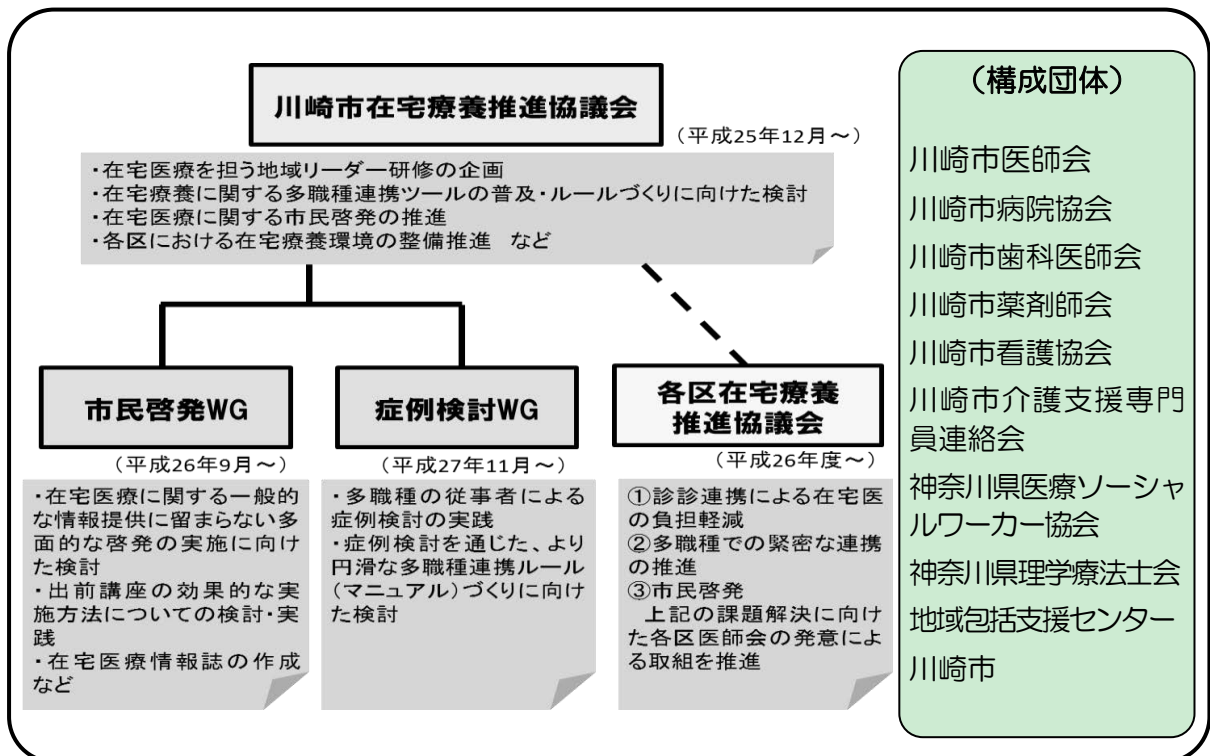 川崎市在宅療養推進協議会
（平成25年12月～）
・在宅医療を担う地域リーダー研修の企画
・在宅療養に関する多職種連携ツールの普及・ルールづくりに向けた検討
・在宅医療に関する市民啓発の推進
・各区における在宅療養環境の整備推進　など
市民啓発WG
（平成26年9月～）
・在宅医療に関する一般的
な情報提供に留まらない多
面的な啓発の実施に向け
た検討
・出前講座の効果的な実
施方法についての検討・実
践
・在宅医療情報誌の作成
など
症例検討WG
（平成27年11月～）
・多職種の従事者による
症例検討の実践
・症例検討を通じた、より
円滑な多職種連携ルール
（マニュアル）づくりに向け
た検討
各区在宅療養
推進協議会
（平成26年度～）
①診診連携による在宅医
の負担軽減
②多職種での緊密な連携
の推進
③市民啓発
　上記の課題解決に向け
た各区医師会の発意によ
る取組を推進
（構成団体）
川崎市医師会
川崎市病院協会
川崎市歯科医師会
川崎市薬剤師会
川崎市看護協会
川崎市介護支援専門
員連絡会
神奈川県医療ソーシャ
ルワーカー協会
神奈川県理学療法士会
地域包括支援センター
川崎市